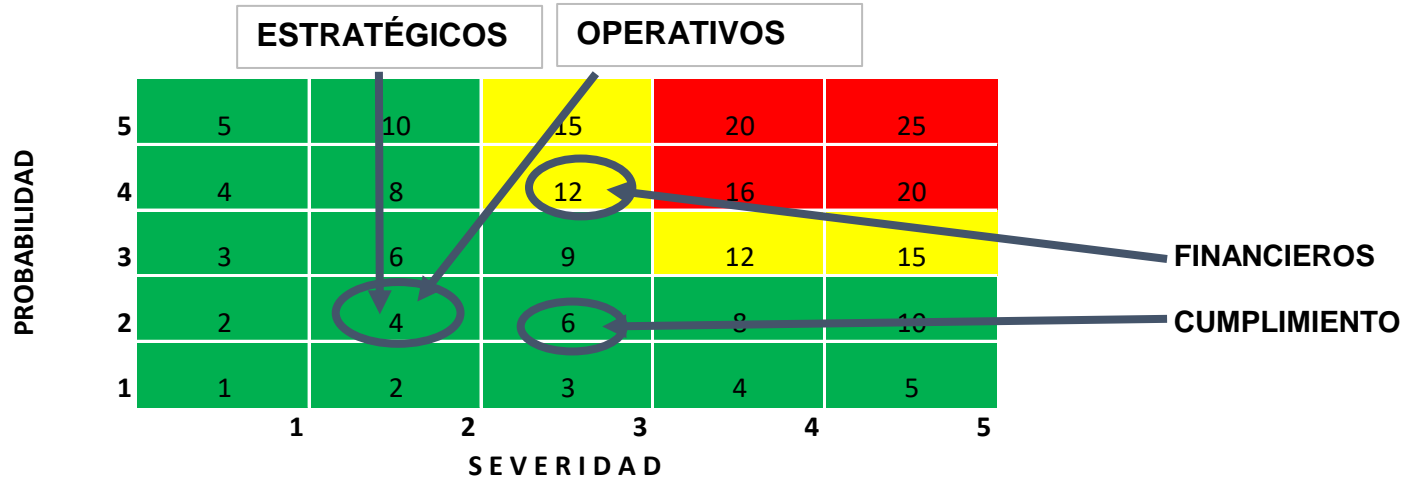 ESTRATÉGICOS OPERATIVOS
5 5 10 15 20 25
4 4 8 12 16 20
3 3 6 9 12 15 FINANCIEROS
2 2 4 6 8 10 CUMPLIMIENTO
1 1 2 3 4 5
1 2 3 4 5
SEVERIDAD
PROBABILIDAD